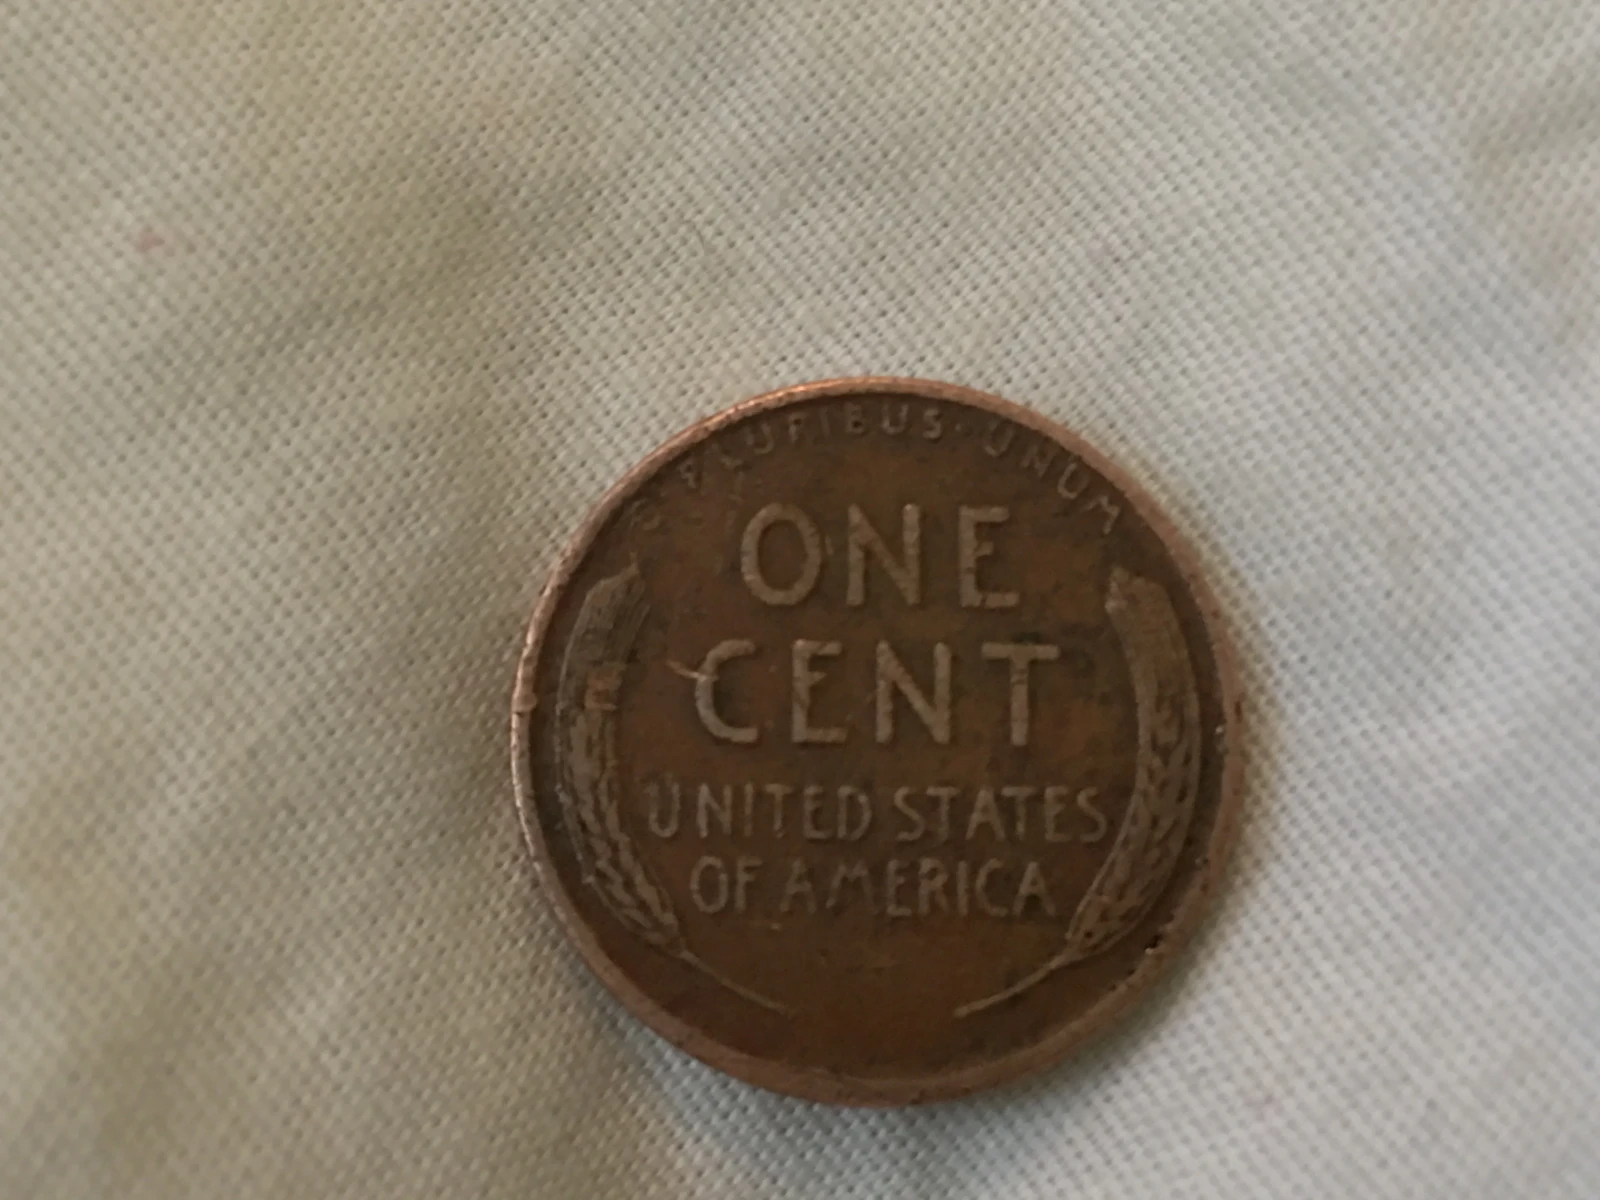 E PLURIBUS·UNUM
ONE
CENT
UNITED STATES
OF AMERICA